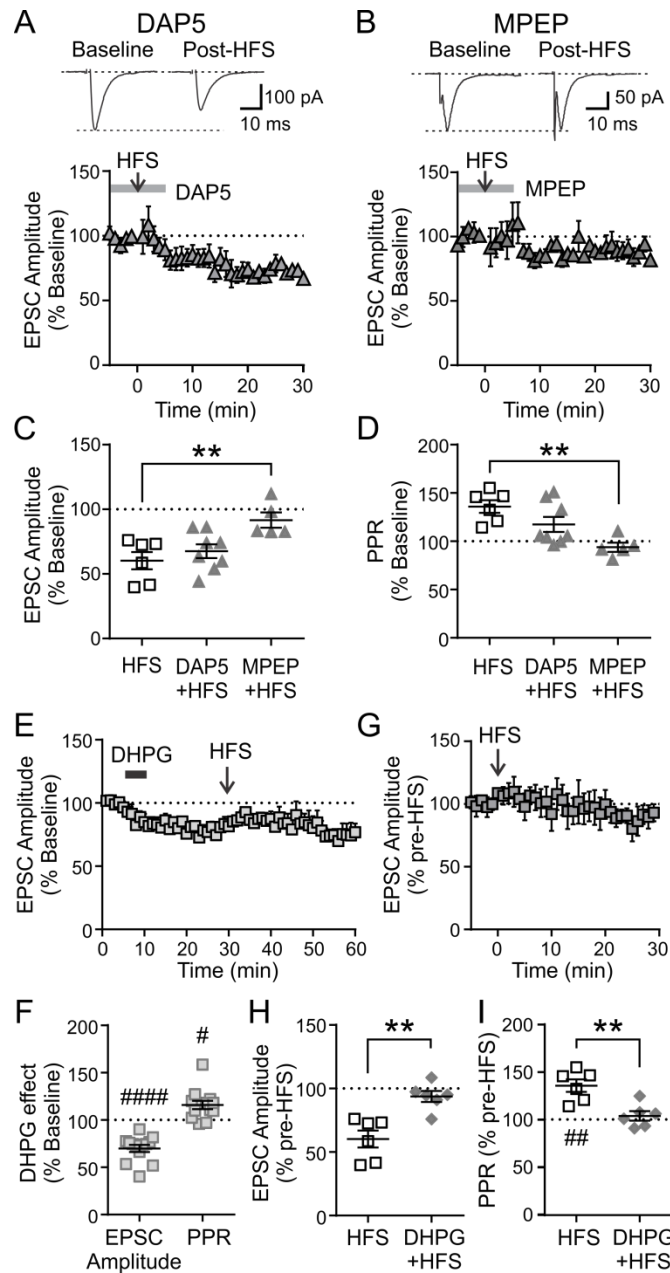 A DAP5
Baseline Post-HFS
100 pA
10 ms
HFS
DAP5
150
100
50
0
EPSC Amplitude
(% Baseline)
0 10 20 30
Time (min)
B MPEP
Baseline Post-HFS
50 pA
10 ms
HFS
MPEP
150
100
50
0
EPSC Amplitude
(% Baseline)
0 10 20 30
Time (min)
C
**
150
100
50
0
EPSC Amplitude
(% Baseline)
HFS DAP5 MPEP
+HFS +HFS
D
**
200
150
100
50
0
PPR
(% Baseline)
HFS DAP5 MPEP
+HFS +HFS
E
DHPG HFS
150
100
50
0
EPSC Amplitude
(% Baseline)
0 10 20 30 40 50 60
Time (min)
G
HFS
150
100
50
0
EPSC Amplitude
(% pre-HFS)
0 10 20 30
Time (min)
F
#
####
200
150
100
50
0
DHPG effect
(% Baseline)
EPSC PPR
Amplitude
H
**
150
100
50
0
EPSC Amplitude
(% pre-HFS)
HFS DHPG
+HFS
I
**
200
150
100
50
0
##
PPR (% pre-HFS)
HFS DHPG
+HFS